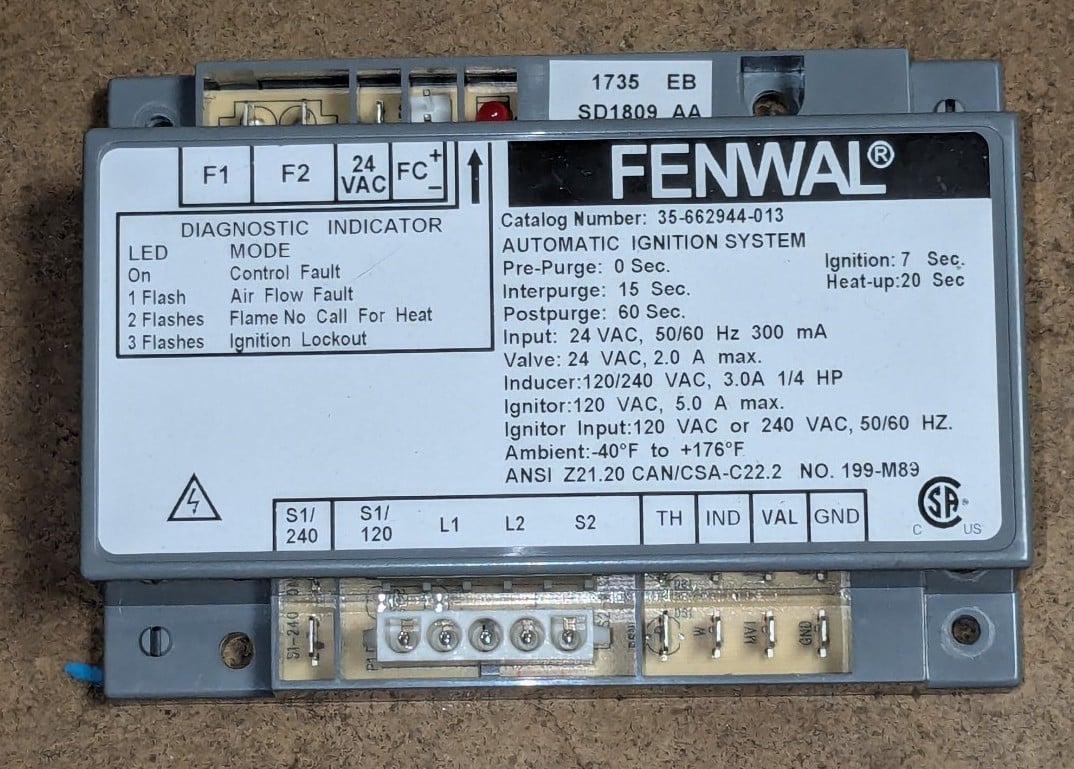 1735 EB
SD1809 AA
F1 F2 24 VAC FC + -
FENWAL®
DIAGNOSTIC INDICATOR
LED MODE
On Control Fault
1 Flash Air Flow Fault
2 Flashes Flame No Call For Heat
3 Flashes Ignition Lockout
Catalog Number: 35-662944-013
AUTOMATIC IGNITION SYSTEM
Pre-Purge: 0 Sec. Ignition: 7 Sec.
Interpurge: 15 Sec. Heat-up:20 Sec
Postpurge: 60 Sec.
Input: 24 VAC, 50/60 Hz 300 mA
Valve: 24 VAC, 2.0 A max.
Inducer:120/240 VAC, 3.0A 1/4 HP
Ignitor:120 VAC, 5.0 A max.
Ignitor Input:120 VAC or 240 VAC, 50/60 HZ.
Ambient:-40°F to +176°F
ANSI Z21.20 CAN/CSA-C22.2 NO. 199-M89
C SA® US
S1/240 S1/120 L1 L2 S2 TH IND VAL GND
S1-240 W MV1 GND